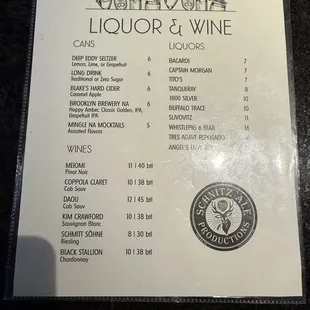 LIQUOR & WINE
CANS
DEEP EDDY SELTZER 6
Lemon, Lime, or Grapefruit
LONG DRINK 6
Traditional or Zero Sugar
BLAKE'S HARD CIDER 6
Caramel Apple
BROOKLYN BREWERY NA 6
Hoppy Amber, Classic Golden, IPA,
Grapefruit IPA
MINGLE NA MOCKTAILS 5
Assorted Flavors
WINES
MEIOMI 11 | 40 btl
Pinot Noir
COPPOLA CLARET 10 | 38 btl
Cab Sauv
DAOU 12 | 45 btl
Cab Sauv
KIM CRAWFORD 10 | 38 btl
Sauvignon Blanc
SCHMITT SÖHNE 8 | 30 btl
Riesling
BLACK STALLION 10 | 38 btl
Chardonnay
LIQUORS
BACARDI 7
CAPTAIN MORGAN 7
TITO'S 7
TANQUERAY 8
1800 SILVER 10
BUFFALO TRACE 10
SLIVOVITZ 9
WHISTLEPIG 6 YEAR 16
TRES AGAVE REPOSADO 16
ANGEL'S
SCHNITZ ALE
PRODUCTIONS